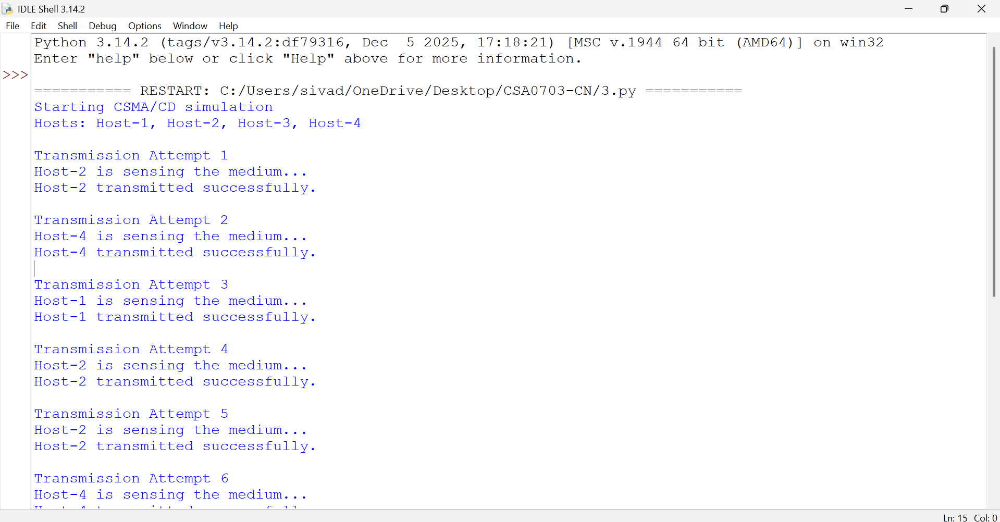 IDLE Shell 3.14.2
File Edit Shell Debug Options Window Help
Python 3.14.2 (tags/v3.14.2:df79316, Dec  5 2025, 17:18:21) [MSC v.1944 64 bit (AMD64)] on win32
Enter "help" below or click "Help" above for more information.
>>>
=========== RESTART: C:/Users/sivad/OneDrive/Desktop/CSA0703-CN/3.py ===========
Starting CSMA/CD simulation
Hosts: Host-1, Host-2, Host-3, Host-4
Transmission Attempt 1
Host-2 is sensing the medium...
Host-2 transmitted successfully.
Transmission Attempt 2
Host-4 is sensing the medium...
Host-4 transmitted successfully.
Transmission Attempt 3
Host-1 is sensing the medium...
Host-1 transmitted successfully.
Transmission Attempt 4
Host-2 is sensing the medium...
Host-2 transmitted successfully.
Transmission Attempt 5
Host-2 is sensing the medium...
Host-2 transmitted successfully.
Transmission Attempt 6
Host-4 is sensing the medium...
Ln: 15 Col: 0